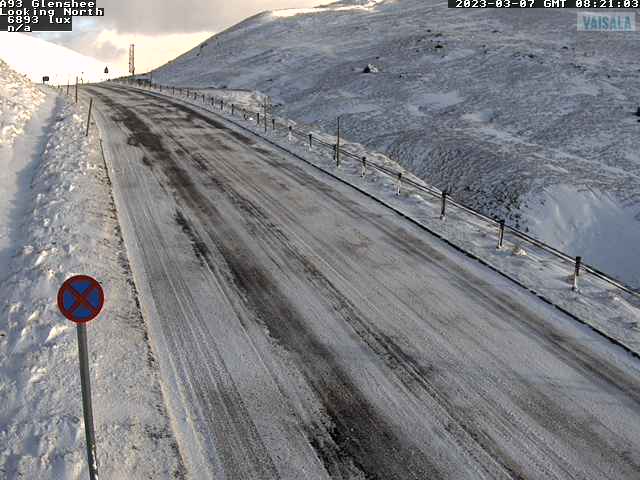 A93 Glenshee
Looking North
6893 lux
n/a
2023-03-07 GMT 08:21:03
VAISALA